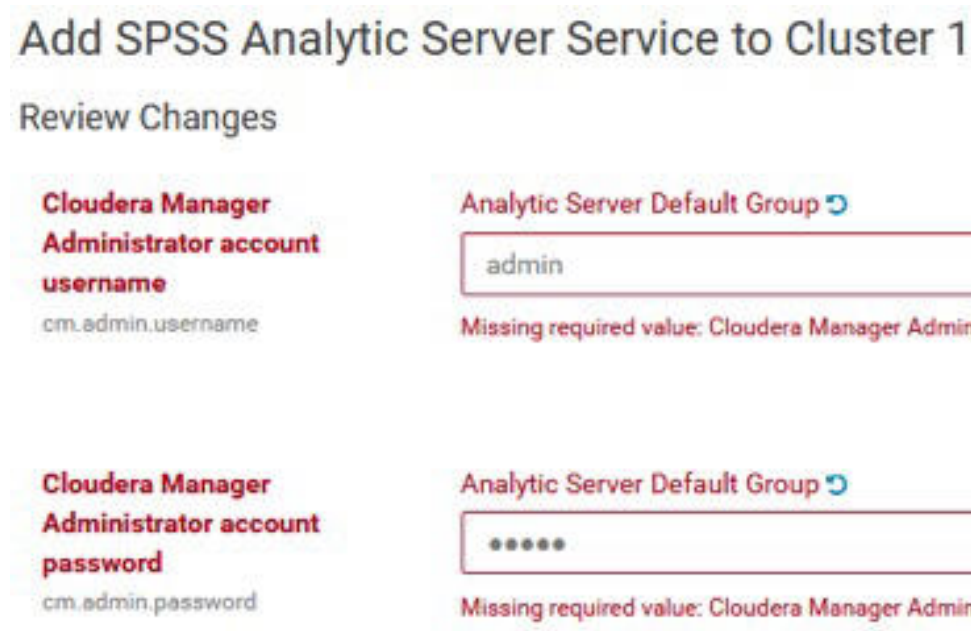 Add SPSS Analytic Server Service to Cluster 1
Review Changes
Cloudera Manager
Administrator account
username
cm.admin.username
Analytic Server Default Group
admin
Missing required value: Cloudera Manager Admin
Cloudera Manager
Administrator account
password
cm.admin.password
Analytic Server Default Group
•••••
Missing required value: Cloudera Manager Admin